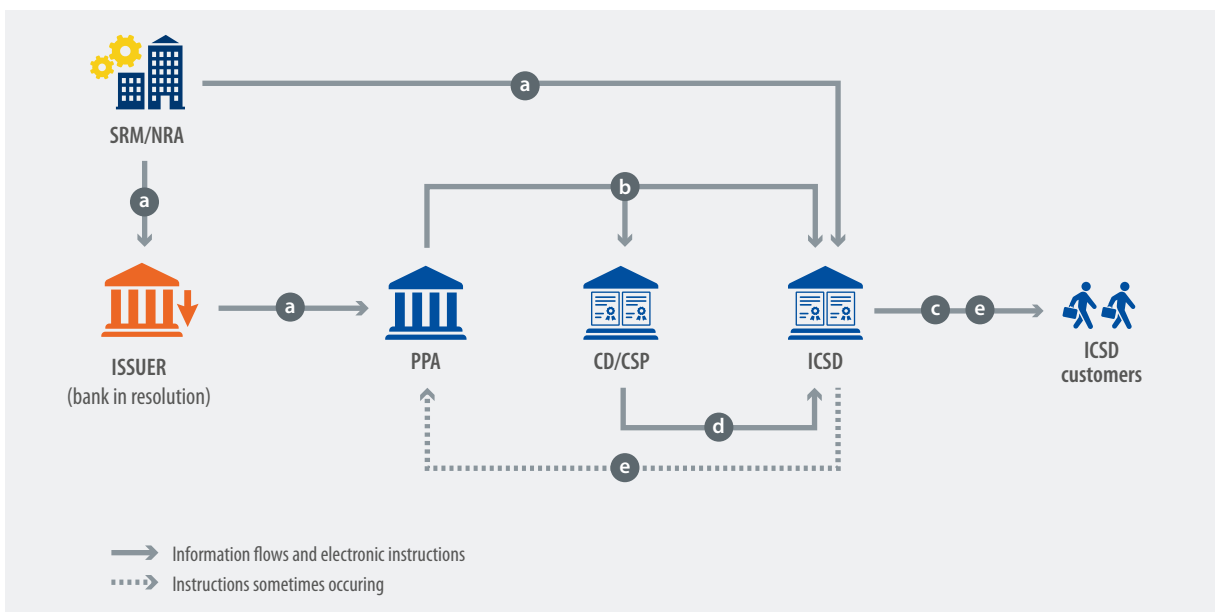 a
SRM/NRA
a
b
a
c
e
ISSUER
(bank in resolution)
PPA
CD/CSP
ICSD
ICSD
customers
d
e
Information flows and electronic instructions
Instructions sometimes occuring